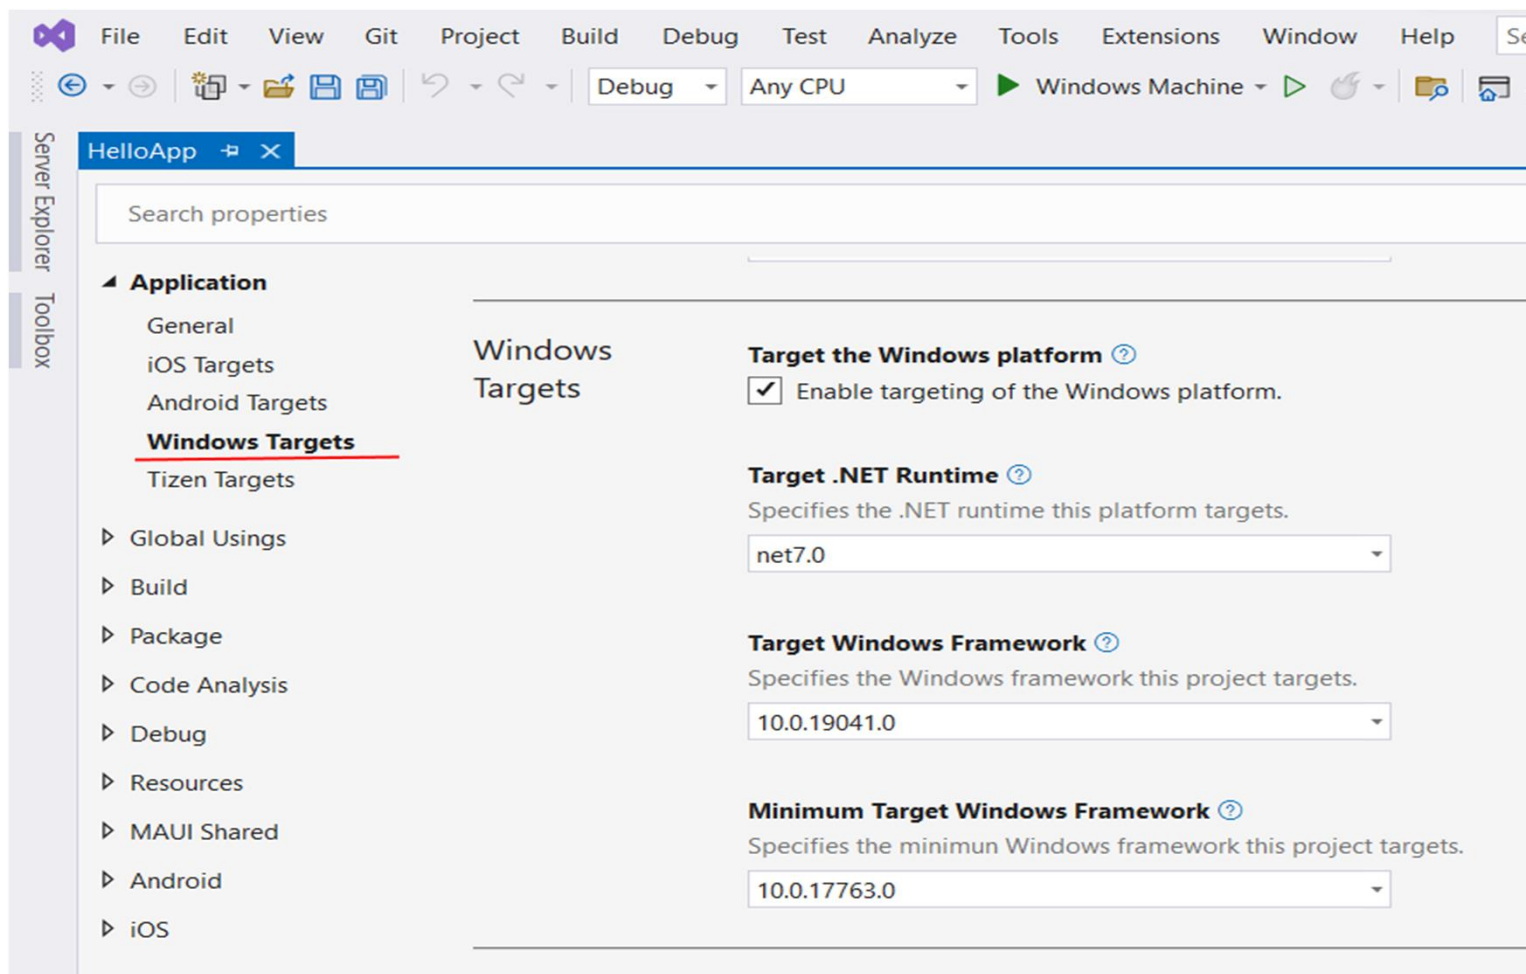 File Edit View Git Project Build Debug Test Analyze Tools Extensions Window Help
Debug Any CPU Windows Machine
Server Explorer
Toolbox
HelloApp
Search properties
Application
General
iOS Targets
Android Targets
Windows Targets
Tizen Targets
Global Usings
Build
Package
Code Analysis
Debug
Resources
MAUI Shared
Android
iOS
Windows
Targets
Target the Windows platform
Enable targeting of the Windows platform.
Target .NET Runtime
Specifies the .NET runtime this platform targets.
net7.0
Target Windows Framework
Specifies the Windows framework this project targets.
10.0.19041.0
Minimum Target Windows Framework
Specifies the minimun Windows framework this project targets.
10.0.17763.0